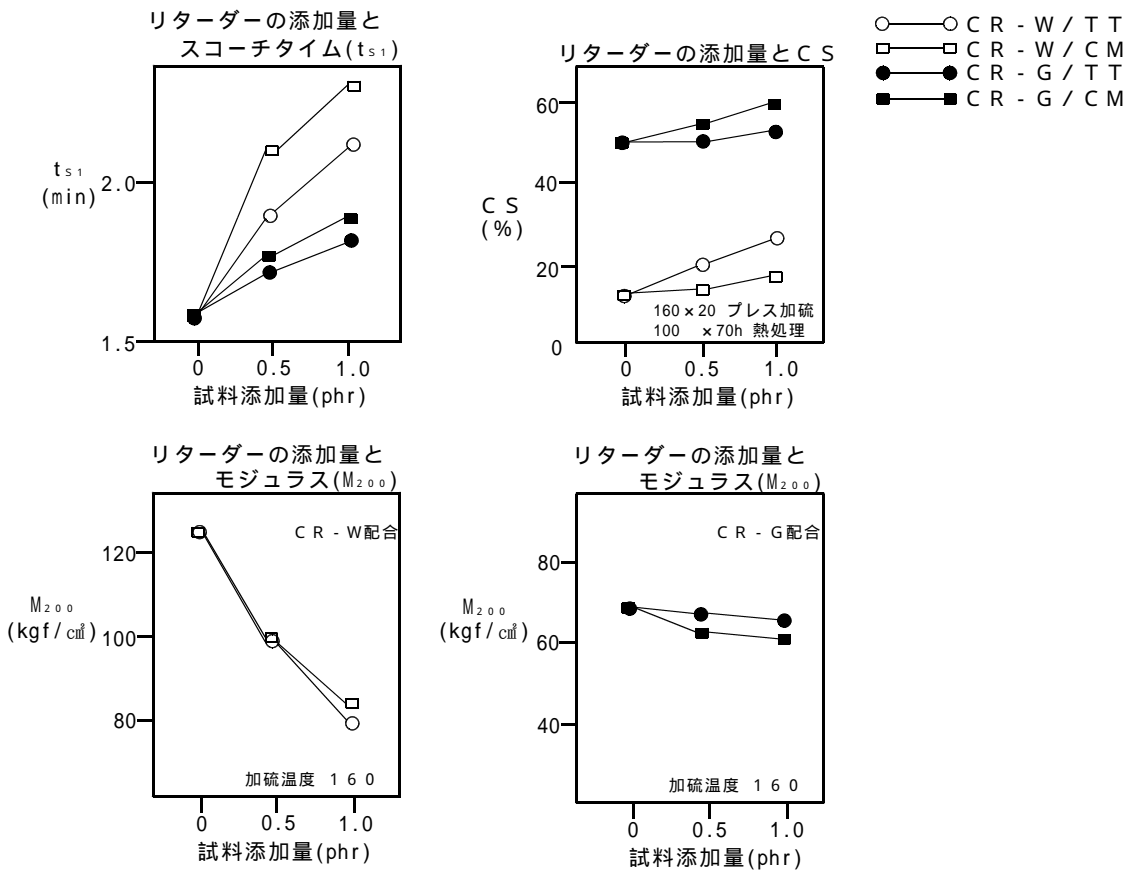 リターダーの添加量と
スコーチタイム(tS1)
tS1
(min)
2.0
1.5
0 0.5 1.0
試料添加量(phr)
リターダーの添加量とCS
CS
(%)
60
40
20
0
160×20 プレス加硫
100 ×70h 熱処理
0 0.5 1.0
試料添加量(phr)
CR-W/TT
CR-W/CM
CR-G/TT
CR-G/CM
リターダーの添加量と
モジュラス(M200)
CR-W配合
M200
(kgf/c㎡)
120
100
80
加硫温度 160
0 0.5 1.0
試料添加量(phr)
リターダーの添加量と
モジュラス(M200)
CR-G配合
M200
(kgf/c㎡)
80
60
40
加硫温度 160
0 0.5 1.0
試料添加量(phr)